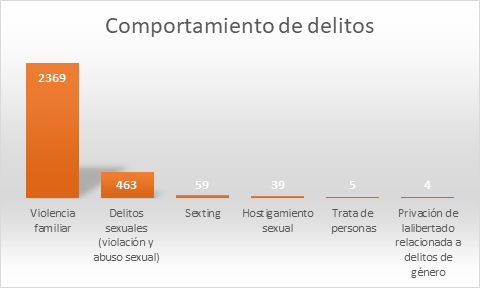 Comportamiento de delitos
2369
463
59
39
5
4
Violencia
familiar
Delitos
sexuales
(violación y
abuso sexual)
Sexting
Hostigamiento
sexual
Trata de
personas
Privación de
lalibertado
relacionada a
delitos de
género